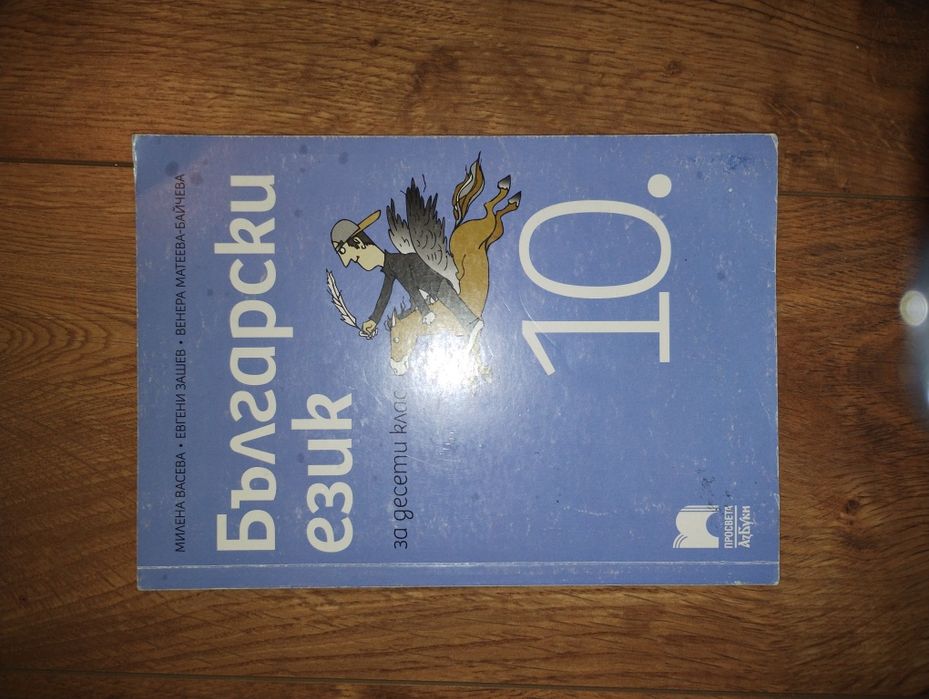 МИЛЕНА ВАСЕВА • ЕВГЕНИ ЗАШЕВ • ВЕНЕРА МАТЕЕВА-БАЙЧЕВА
Български
език
за десети клас
10.
ПРОСВЕТА
АзБуки